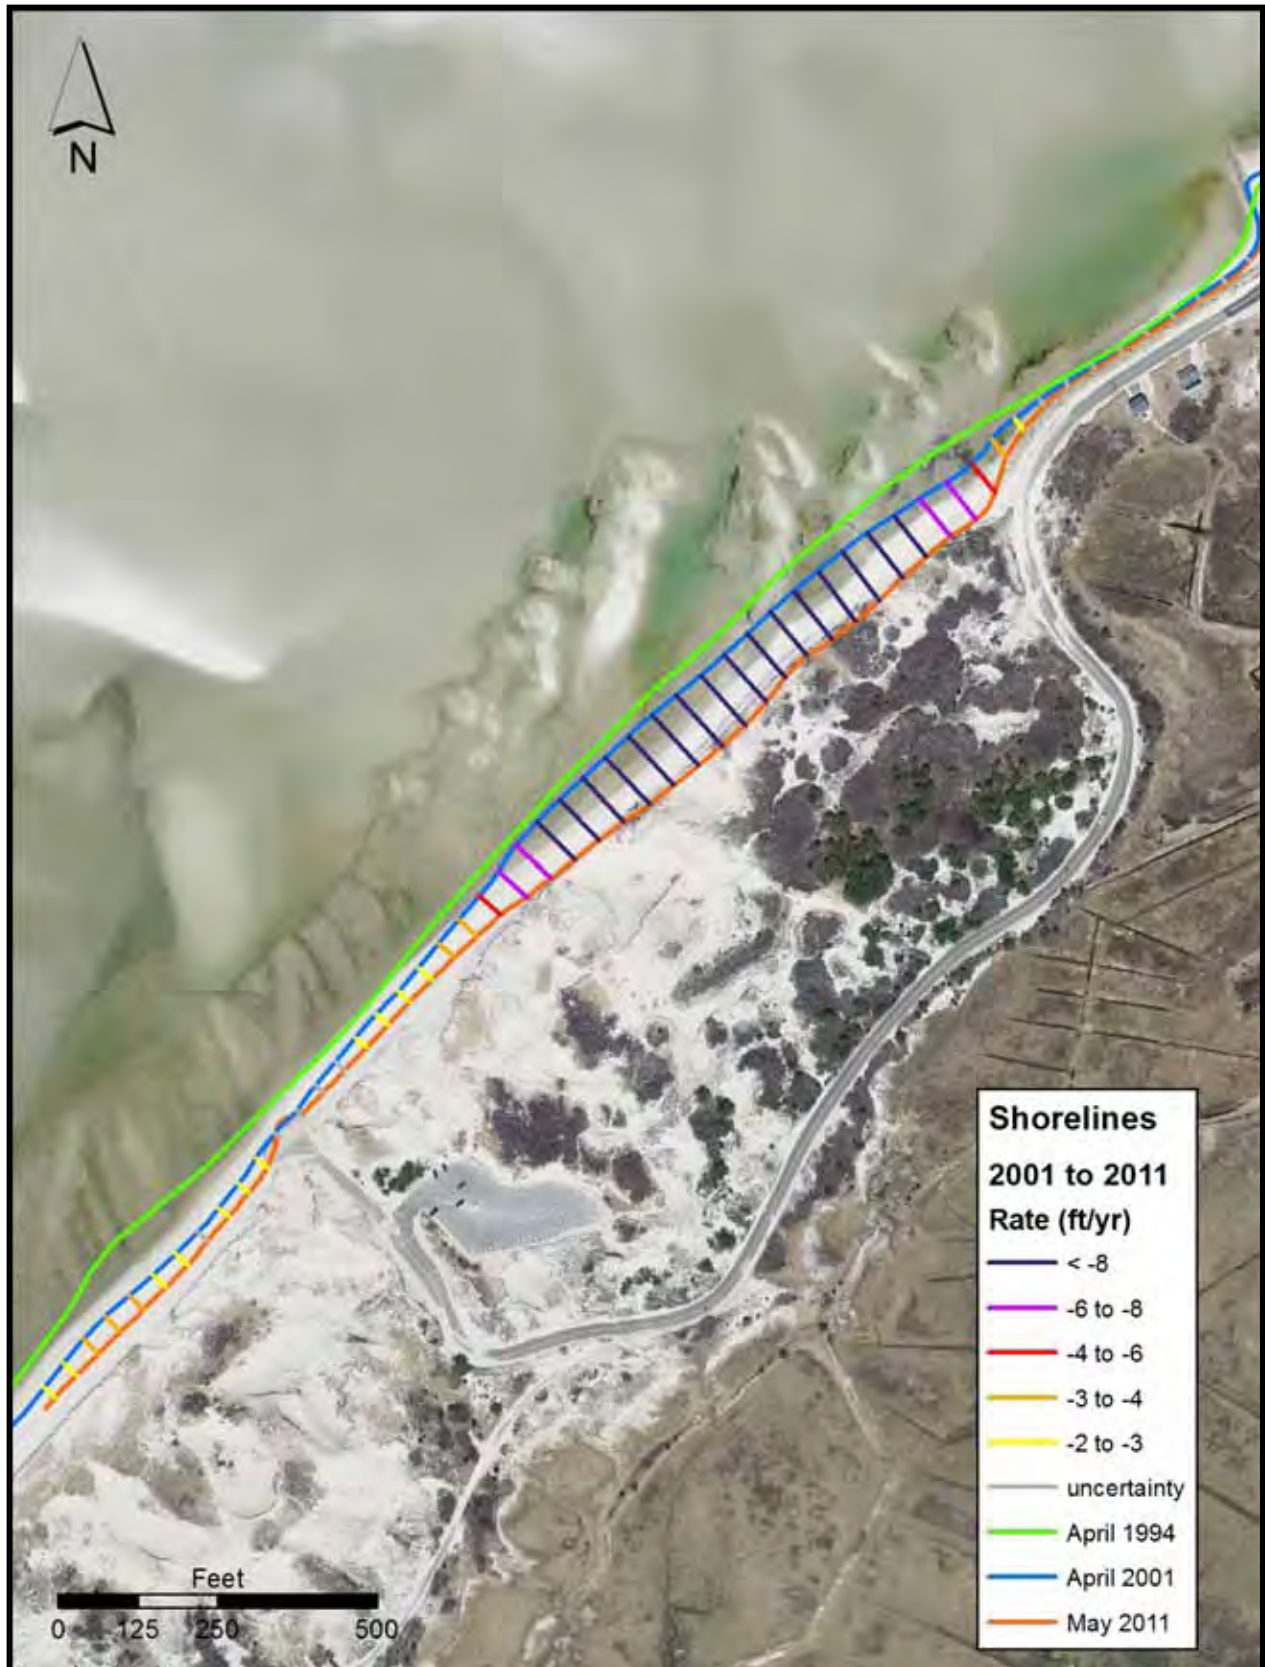 N
Shorelines
2001 to 2011
Rate (ft/yr)
< -8
-6 to -8
-4 to -6
-3 to -4
-2 to -3
uncertainty
April 1994
April 2001
May 2011
Feet
0 125 250 500